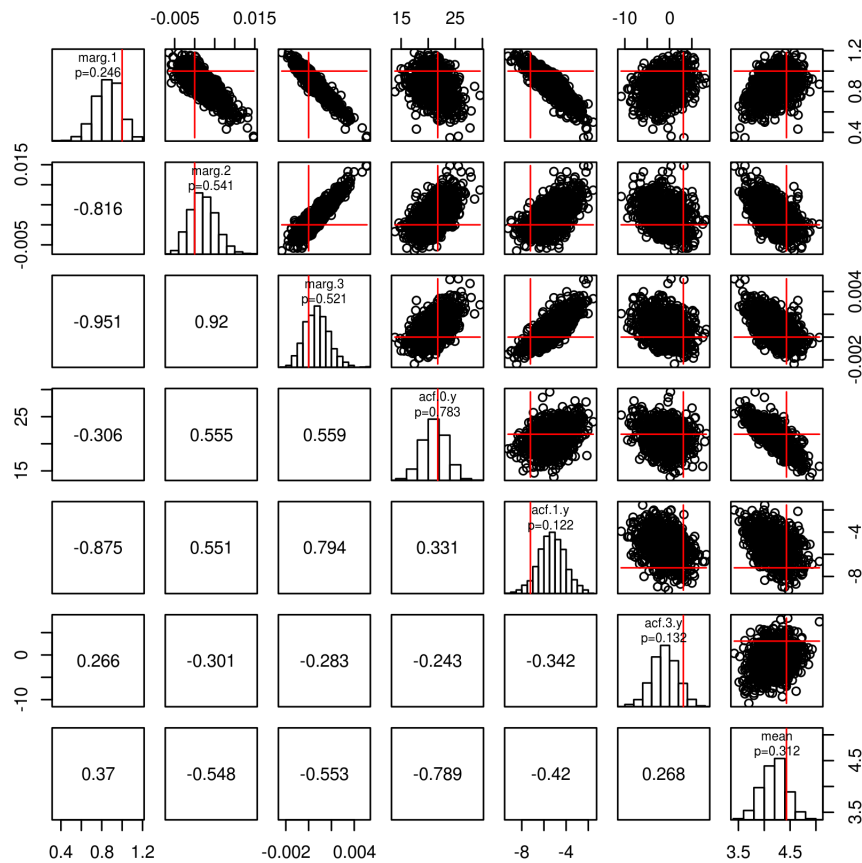 -0.005 0.015 15 25 -10 0
marg.1
p=0.246
0.4 0.8 1.2
-0.005 0.015
-0.816
marg.2
p=0.541
-0.951 0.92
marg.3
p=0.521
-0.002 0.004
15 25
-0.306 0.555 0.559
acf.0.y
p=0.783
-0.875 0.551 0.794 0.331
acf.1.y
p=0.122
-8 -4
-10 0
0.266 -0.301 -0.283 -0.243 -0.342
acf.3.y
p=0.132
0.37 -0.548 -0.553 -0.789 -0.42 0.268
mean
p=0.312
3.5 4.5
0.4 0.8 1.2 -0.002 0.004 -8 -4 3.5 4.5